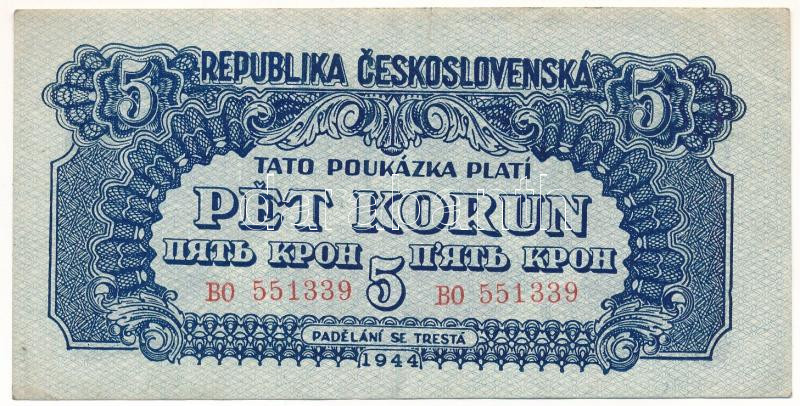 5 REPUBLIKA ČESKOSLOVENSKÁ 5
TATO POUKÁZKA PLATÍ
PĚT KORUN
ПЯТЬ КРОН П'ЯТЬ КРОН
BO 551339 5 BO 551339
PADĚLÁNÍ SE TRESTÁ
1944